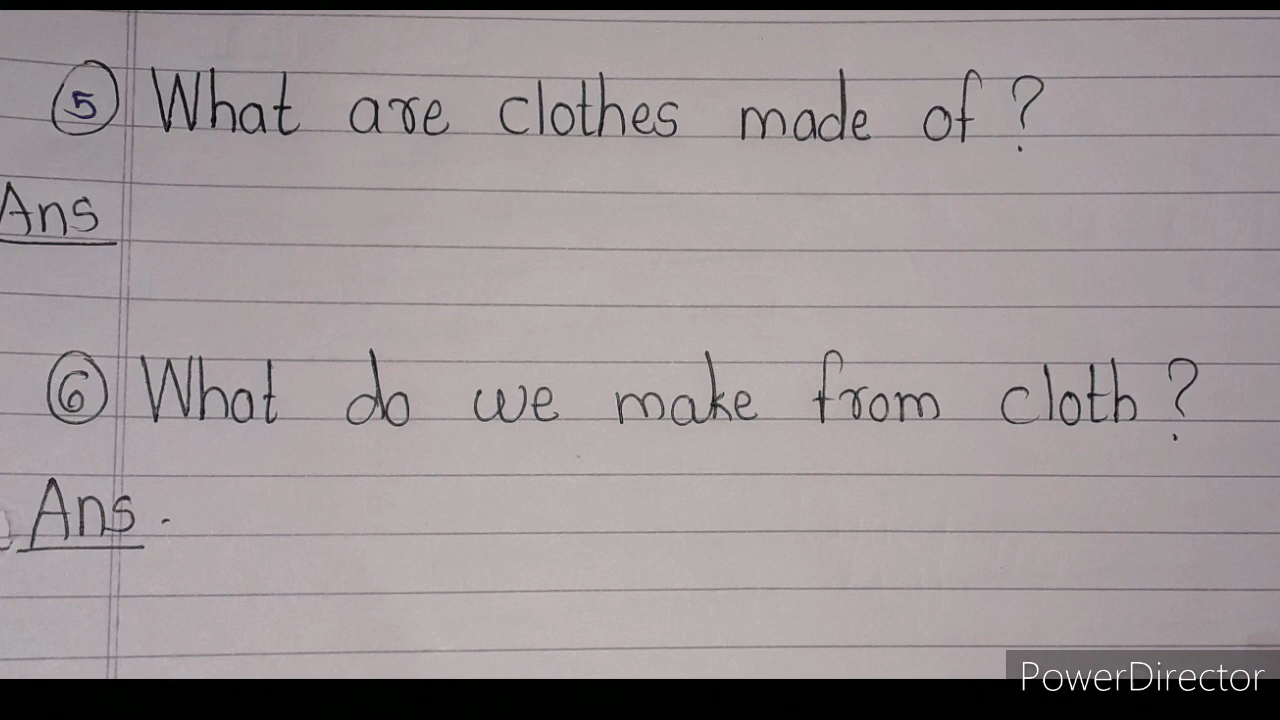 5 What are clothes made of ?
Ans
6 What do we make from cloth ?
Ans.
PowerDirector